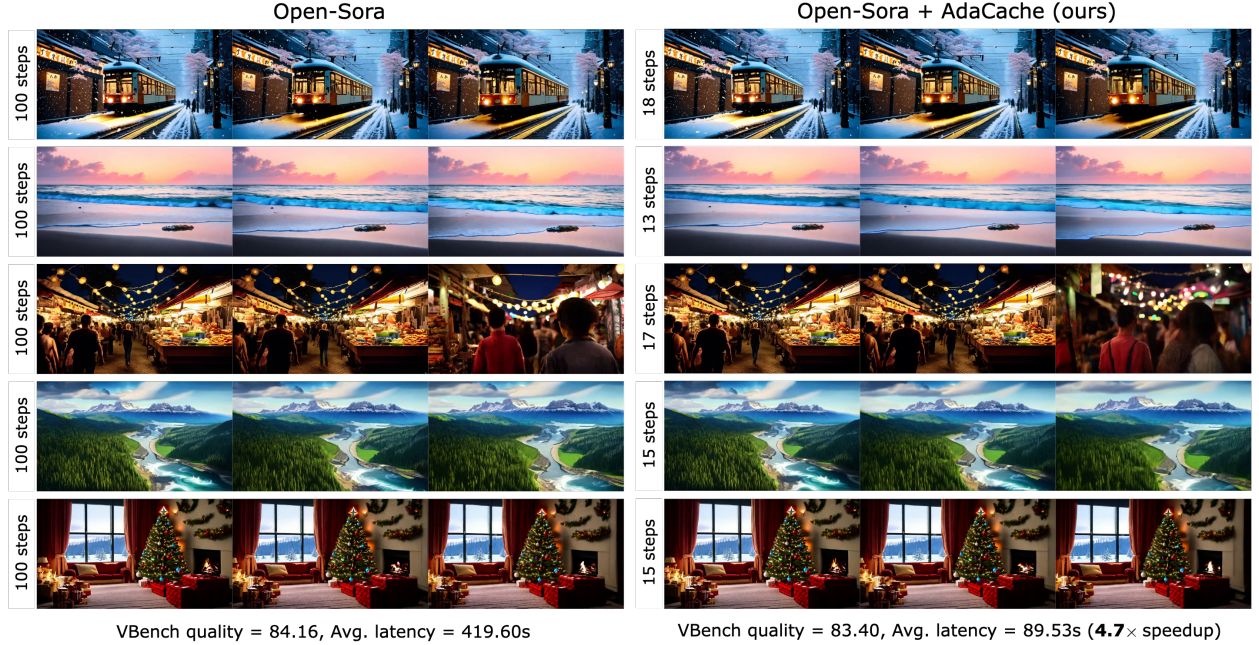 Open-Sora
Open-Sora + AdaCache (ours)
100 steps
18 steps
100 steps
13 steps
100 steps
17 steps
100 steps
15 steps
100 steps
15 steps
VBench quality = 84.16, Avg. latency = 419.60s
VBench quality = 83.40, Avg. latency = 89.53s (4.7× speedup)